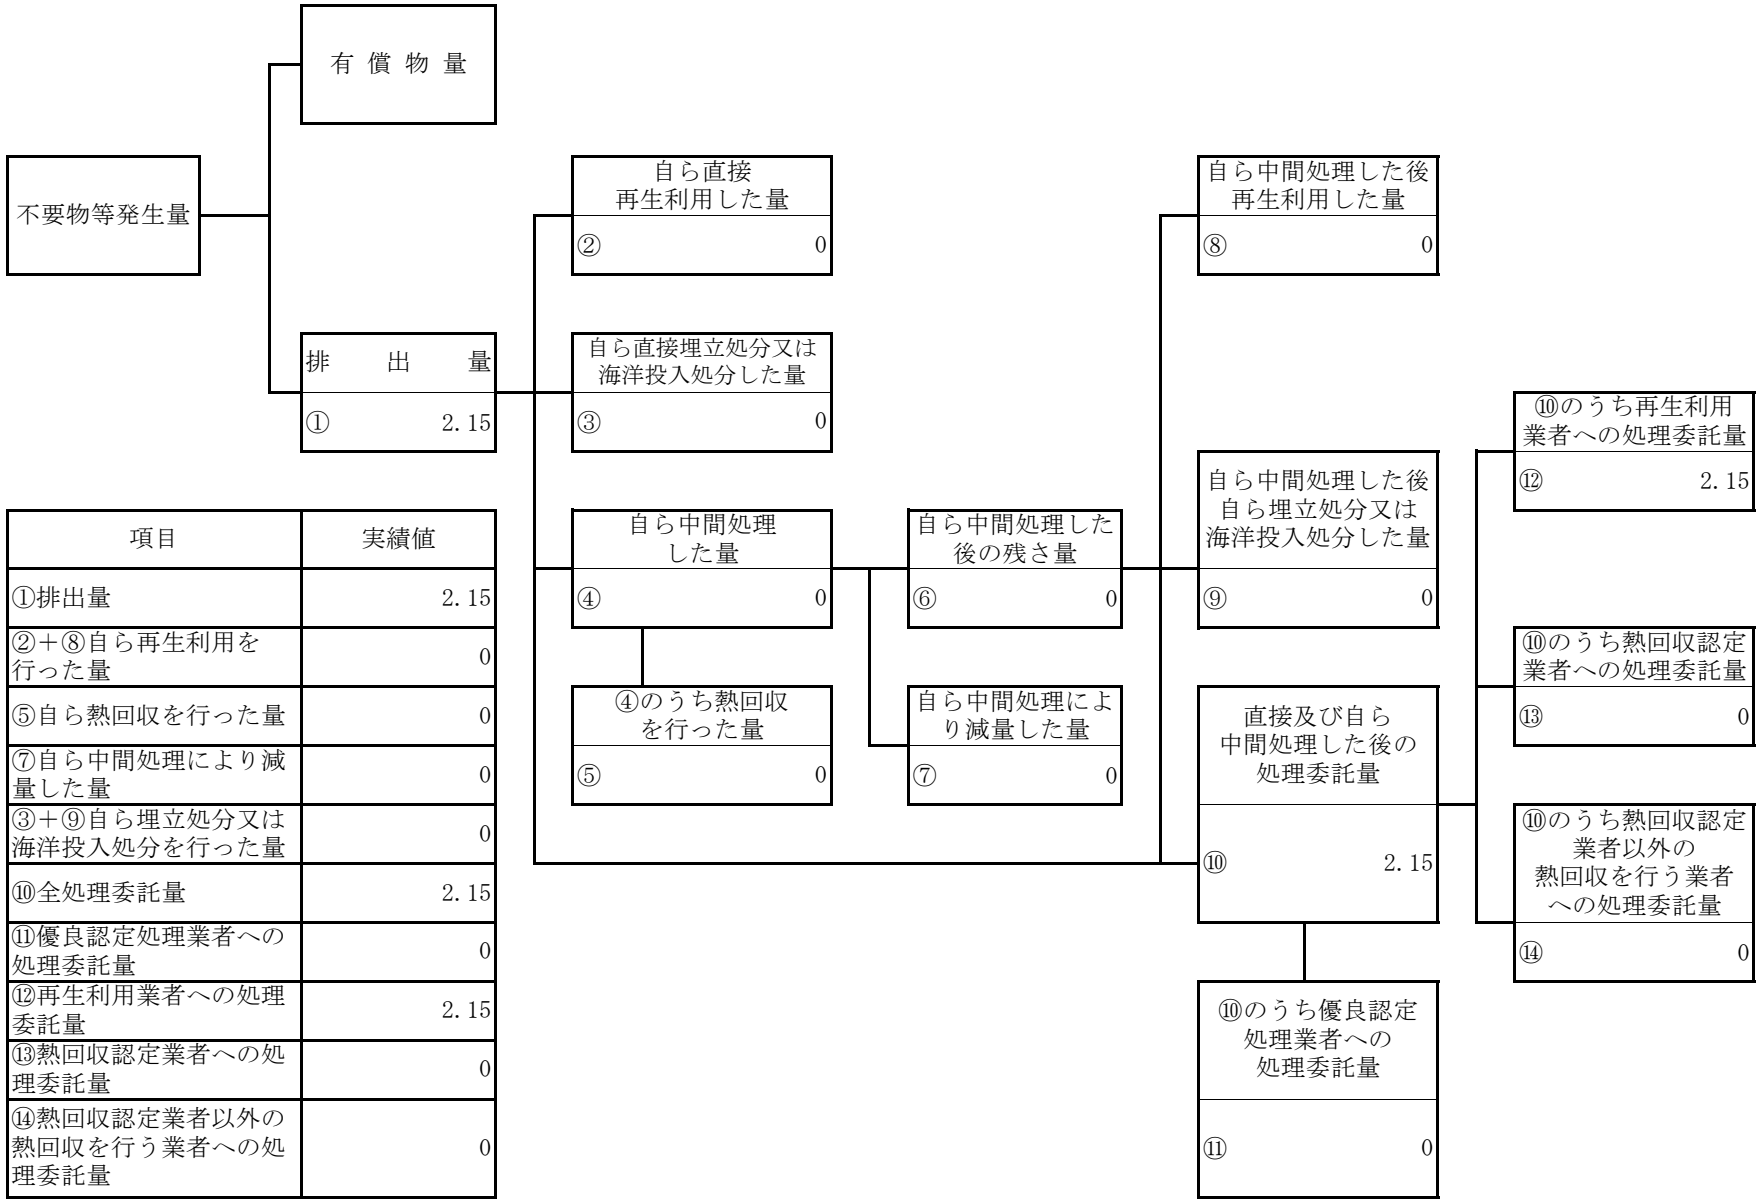 有償物量
不要物等発生量
排出量
① 2.15
自ら直接
再生利用した量
② 0
自ら直接埋立処分又は
海洋投入処分した量
③ 0
自ら中間処理
した量
④ 0
④のうち熱回収
を行った量
⑤ 0
自ら中間処理した
後の残さ量
⑥ 0
自ら中間処理によ
り減量した量
⑦ 0
自ら中間処理した後
再生利用した量
⑧ 0
自ら中間処理した後
自ら埋立処分又は
海洋投入処分した量
⑨ 0
直接及び自ら
中間処理した後の
処理委託量
⑩ 2.15
⑩のうち優良認定
処理業者への
処理委託量
⑪ 0
⑩のうち再生利用
業者への処理委託量
⑫ 2.15
⑩のうち熱回収認定
業者への処理委託量
⑬ 0
⑩のうち熱回収認定
業者以外の
熱回収を行う業者
への処理委託量
⑭ 0
項目 実績値
①排出量 2.15
②＋⑧自ら再生利用を
行った量 0
⑤自ら熱回収を行った量 0
⑦自ら中間処理により減
量した量 0
③＋⑨自ら埋立処分又は
海洋投入処分を行った量 0
⑩全処理委託量 2.15
⑪優良認定処理業者への
処理委託量 0
⑫再生利用業者への処理
委託量 2.15
⑬熱回収認定業者への処
理委託量 0
⑭熱回収認定業者以外の
熱回収を行う業者への処
理委託量 0